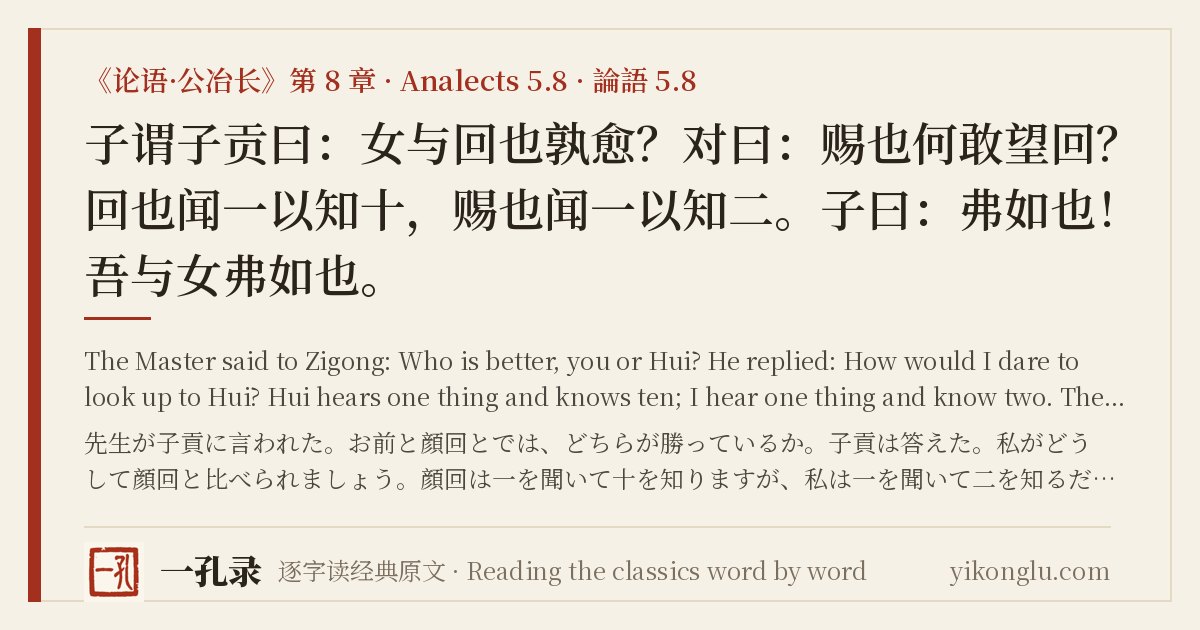 《论语·公冶长》第 8 章 · Analects 5.8 · 論語 5.8
子谓子贡曰：女与回也孰愈？对曰：赐也何敢望回？
回也闻一以知十，赐也闻一以知二。子曰：弗如也！
吾与女弗如也。
The Master said to Zigong: Who is better, you or Hui? He replied: How would I dare to
look up to Hui? Hui hears one thing and knows ten; I hear one thing and know two. The…
先生が子貢に言われた。お前と顔回とでは、どちらが勝っているか。子貢は答えた。私がどう
して顔回と比べられましょう。顔回は一を聞いて十を知りますが、私は一を聞いて二を知るだ…
一孔
一孔录 逐字读经典原文 · Reading the classics word by word yikonglu.com